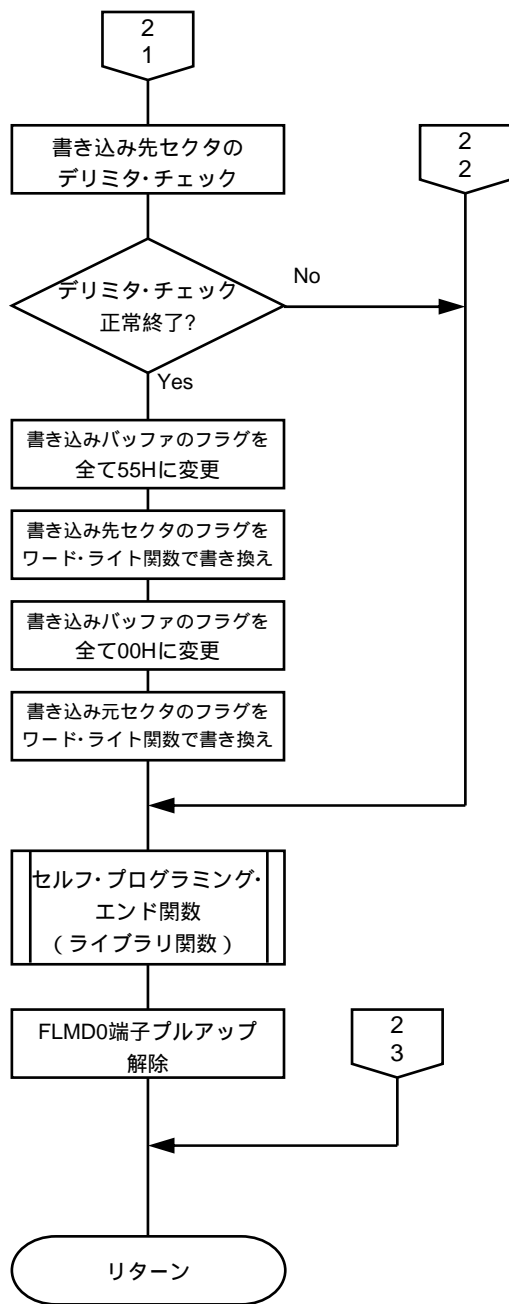 2
1
書き込み先セクタの
デリミタ・チェック
2
2
デリミタ・チェック
正常終了?
No
Yes
書き込みバッファのフラグを
全て55Hに変更
書き込み先セクタのフラグを
ワード・ライト関数で書き換え
書き込みバッファのフラグを
全て00Hに変更
書き込み元セクタのフラグを
ワード・ライト関数で書き換え
セルフ・プログラミング・
エンド関数
(ライブラリ関数)
FLMD0端子プルアップ
解除
2
3
リターン